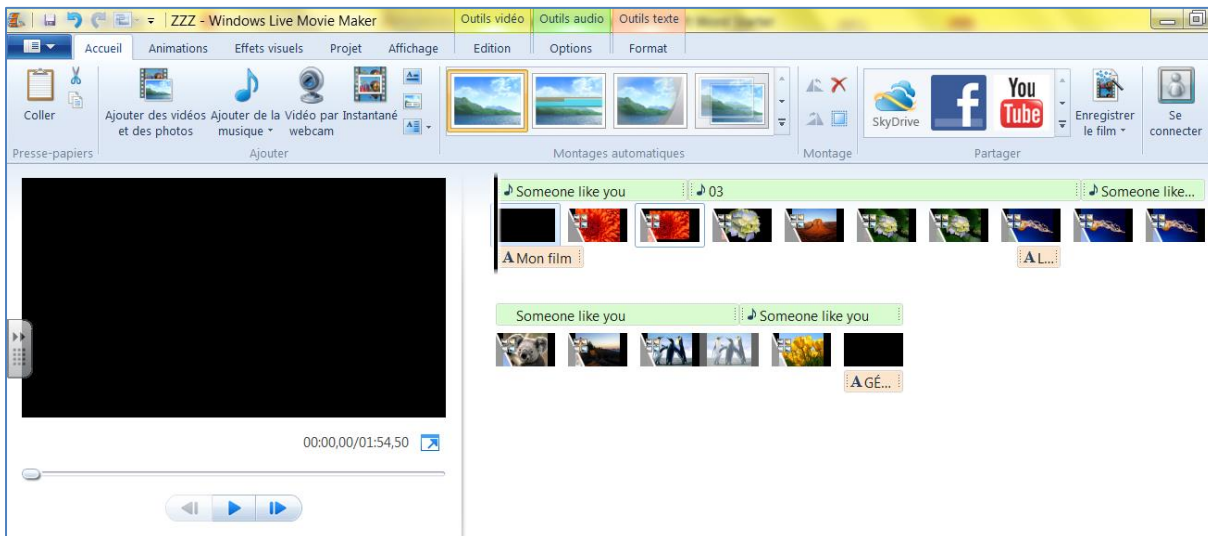 ZZZ - Windows Live Movie Maker
Outils vidéo Outils audio Outils texte
Accueil Animations Effets visuels Projet Affichage Edition Options Format
Coller
Ajouter des vidéos
et des photos
Ajouter de la
musique
Vidéo par
webcam
Instantané
SkyDrive
f
You
Tube
Enregistrer
le film
Se
connecter
Presse-papiers Ajouter Montages automatiques Montage Partager
Someone like you 03 Someone like...
A Mon film A L...
Someone like you Someone like you
A GÉ...
00:00,00/01:54,50